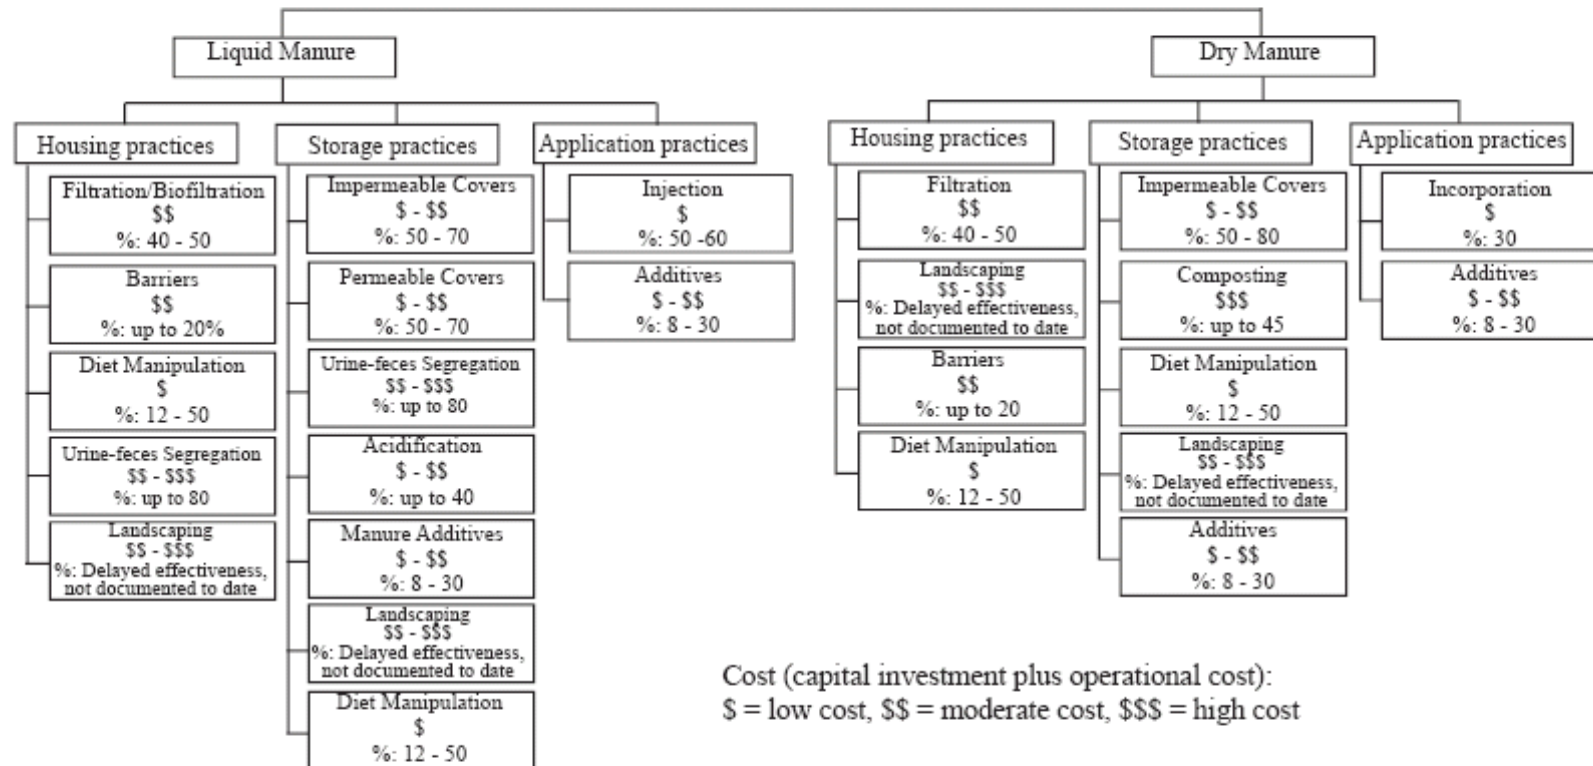 Liquid Manure
Housing practices
Filtration/Biofiltration
$$
%: 40 - 50
Barriers
$$
%: up to 20%
Diet Manipulation
$
%: 12 - 50
Urine-feces Segregation
$$ - $$$
%: up to 80
Landscaping
$$ - $$$
%: Delayed effectiveness,
not documented to date
Storage practices
Impermeable Covers
$ - $$
%: 50 - 70
Permeable Covers
$ - $$
%: 50 - 70
Urine-feces Segregation
$$ - $$$
%: up to 80
Acidification
$ - $$
%: up to 40
Manure Additives
$ - $$
%: 8 - 30
Landscaping
$$ - $$$
%: Delayed effectiveness,
not documented to date
Diet Manipulation
$
%: 12 - 50
Application practices
Injection
$
%: 50 -60
Additives
$ - $$
%: 8 - 30
Dry Manure
Housing practices
Filtration
$$
%: 40 - 50
Landscaping
$$ - $$$
%: Delayed effectiveness,
not documented to date
Barriers
$$
%: up to 20
Diet Manipulation
$
%: 12 - 50
Storage practices
Impermeable Covers
$ - $$
%: 50 - 80
Composting
$$$
%: up to 45
Diet Manipulation
$
%: 12 - 50
Landscaping
$$ - $$$
%: Delayed effectiveness,
not documented to date
Additives
$ - $$
%: 8 - 30
Application practices
Incorporation
$
%: 30
Additives
$ - $$
%: 8 - 30
Cost (capital investment plus operational cost):
$ = low cost, $$ = moderate cost, $$$ = high cost